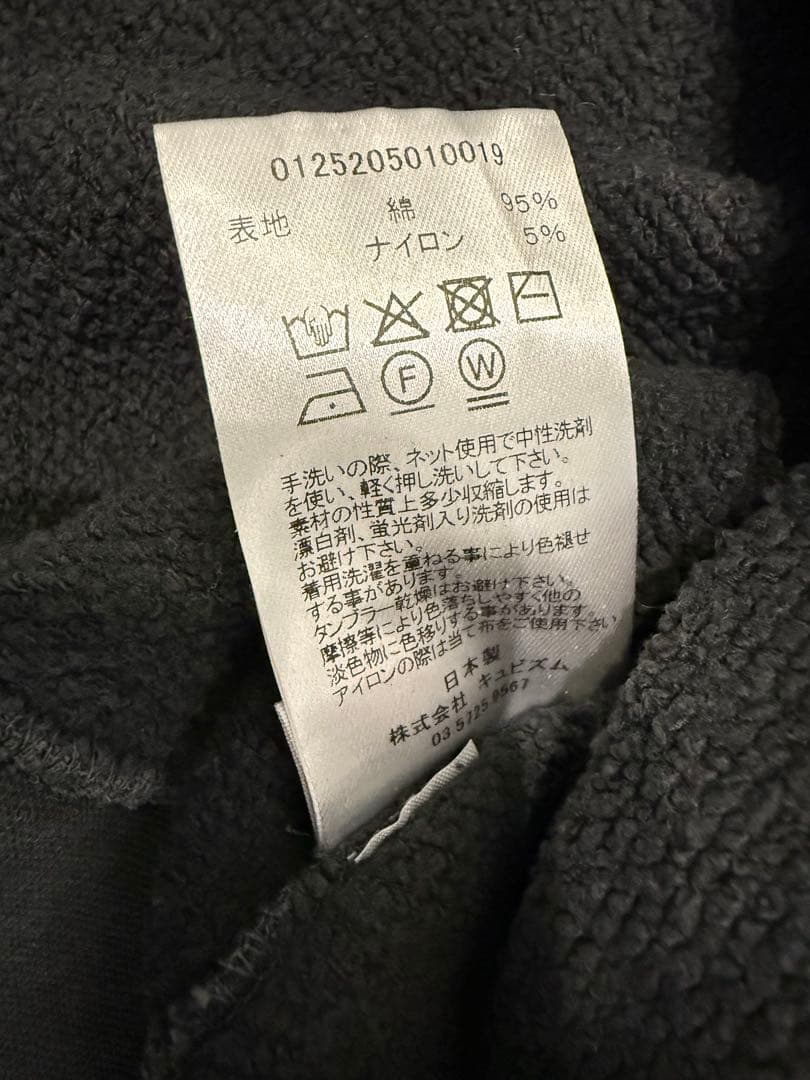 0125205010019
表地 綿 95%
ナイロン 5%
F W
手洗いの際、ネット使用で中性洗剤
を使い、軽く押し洗いして下さい。
素材の性質上多少収縮します。
漂白剤、蛍光剤入り洗剤の使用は
お避け下さい。
着用洗濯を重ねる事により色褪せ
する事があります。
タンブラー乾燥はお避け下さい。
摩擦等により色落ちしやすく他の
淡色物に色移りする事があります。
アイロンの際は当て布をご使用下さい
日本製
株式会社 キュビズム
03 5725 8567